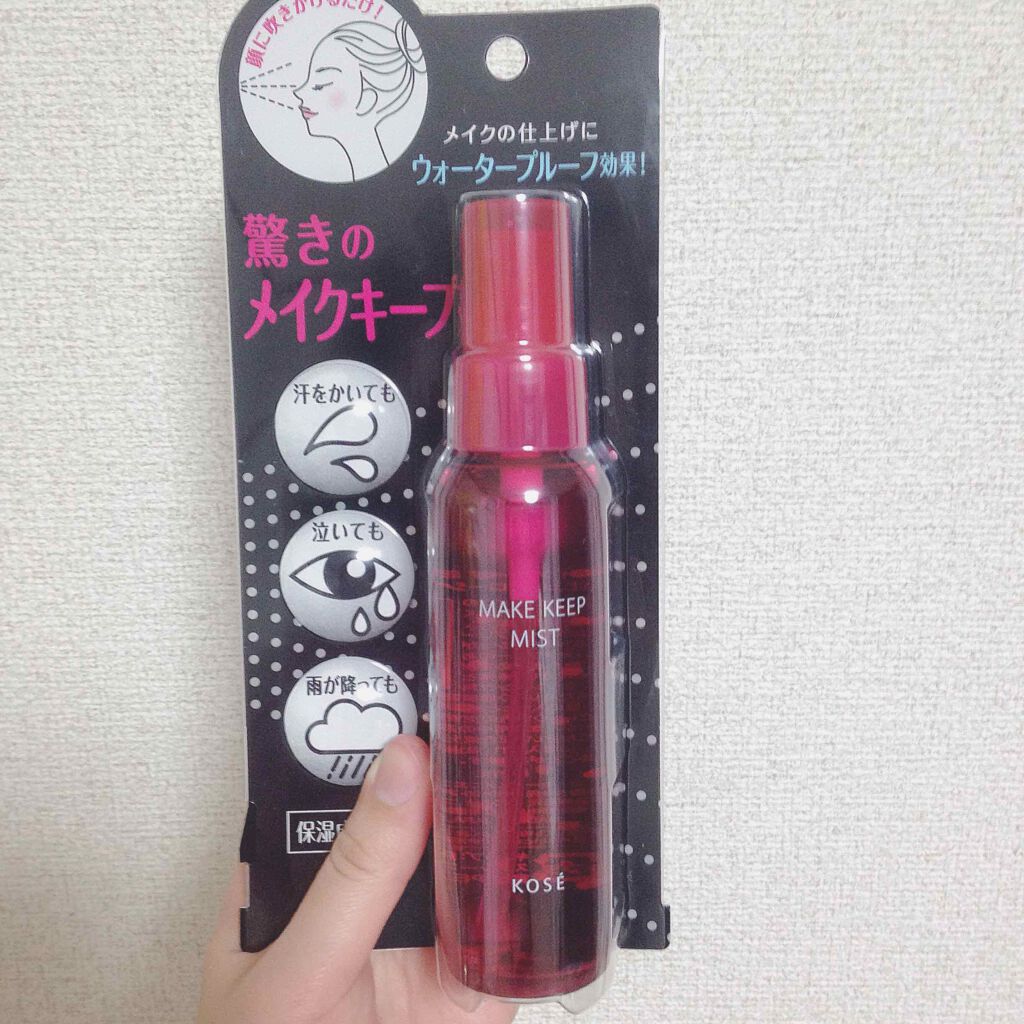 顔に吹きかけるだけ!
メイクの仕上げに
ウォータープルーフ効果!
驚きの
メイクキープ
汗をかいても
泣いても
雨が降っても
保湿
MAKE KEEP
MIST
KOSÉ